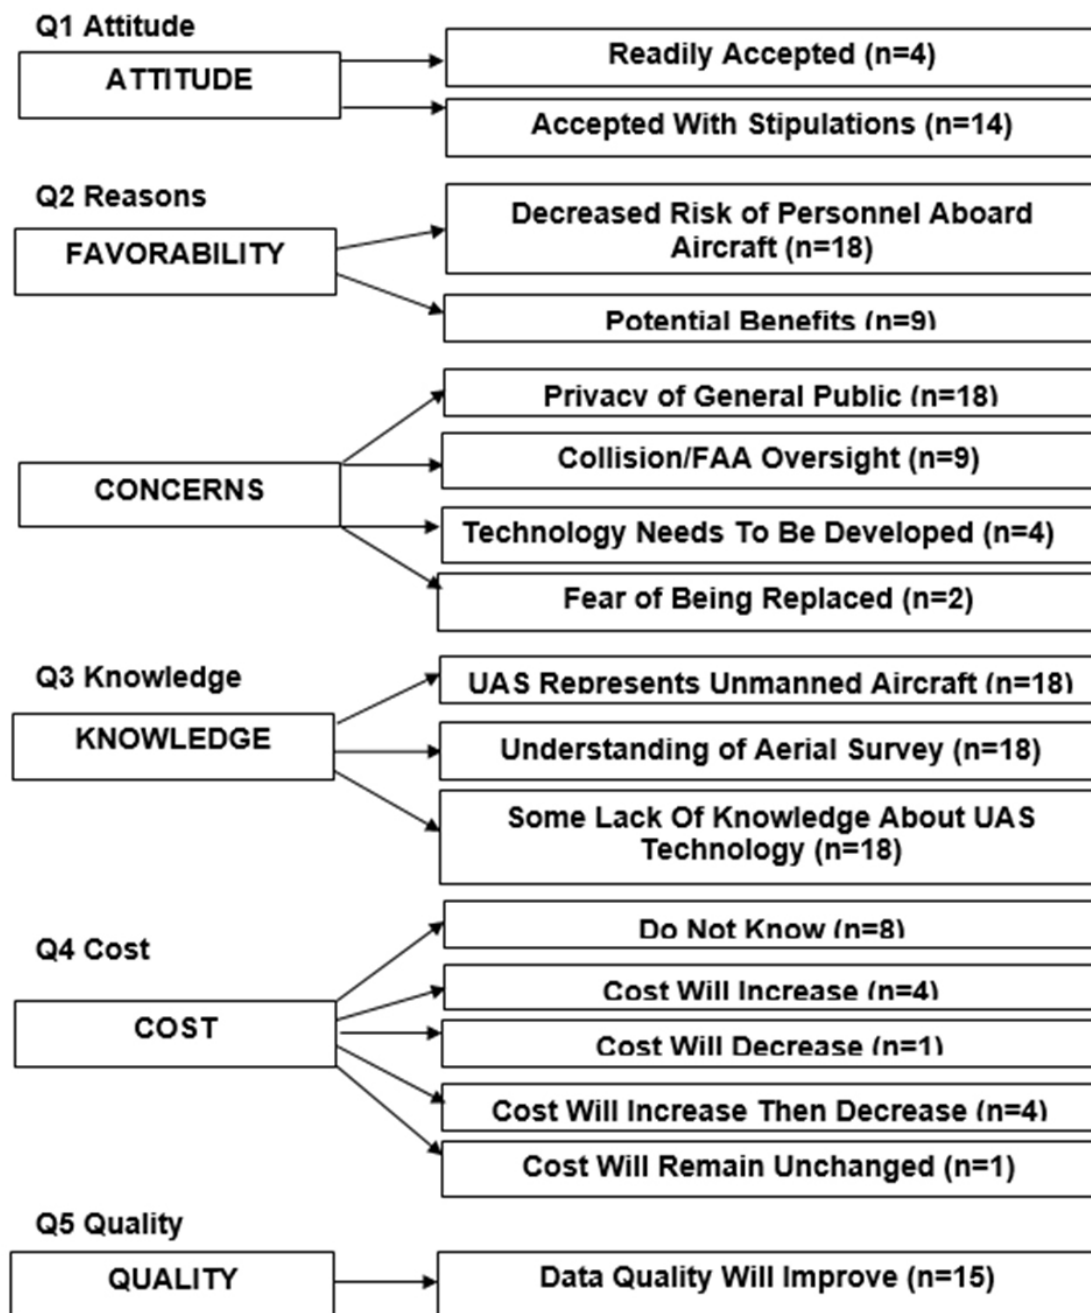 Q1 Attitude
ATTITUDE
Readily Accepted (n=4)
Accepted With Stipulations (n=14)
Q2 Reasons
FAVORABILITY
Decreased Risk of Personnel Aboard
Aircraft (n=18)
Potential Benefits (n=9)
CONCERNS
Privacy of General Public (n=18)
Collision/FAA Oversight (n=9)
Technology Needs To Be Developed (n=4)
Fear of Being Replaced (n=2)
Q3 Knowledge
KNOWLEDGE
UAS Represents Unmanned Aircraft (n=18)
Understanding of Aerial Survey (n=18)
Some Lack Of Knowledge About UAS
Technology (n=18)
Q4 Cost
COST
Do Not Know (n=8)
Cost Will Increase (n=4)
Cost Will Decrease (n=1)
Cost Will Increase Then Decrease (n=4)
Cost Will Remain Unchanged (n=1)
Q5 Quality
QUALITY
Data Quality Will Improve (n=15)